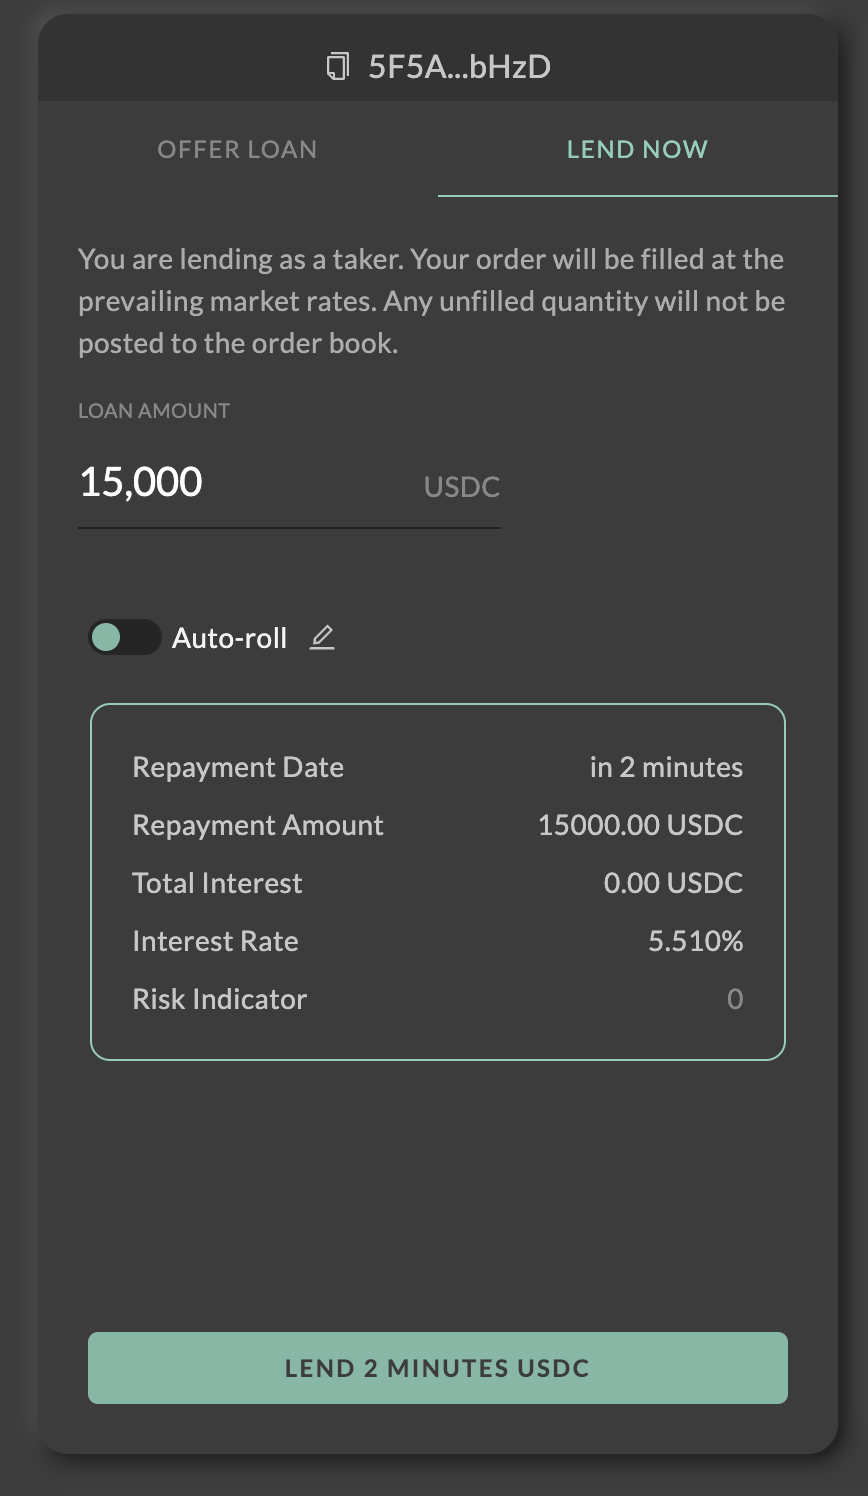 5F5A...bHzD
OFFER LOAN
LEND NOW
You are lending as a taker. Your order will be filled at the
prevailing market rates. Any unfilled quantity will not be
posted to the order book.
LOAN AMOUNT
15,000 USDC
Auto-roll
Repayment Date in 2 minutes
Repayment Amount 15000.00 USDC
Total Interest 0.00 USDC
Interest Rate 5.510%
Risk Indicator 0
LEND 2 MINUTES USDC